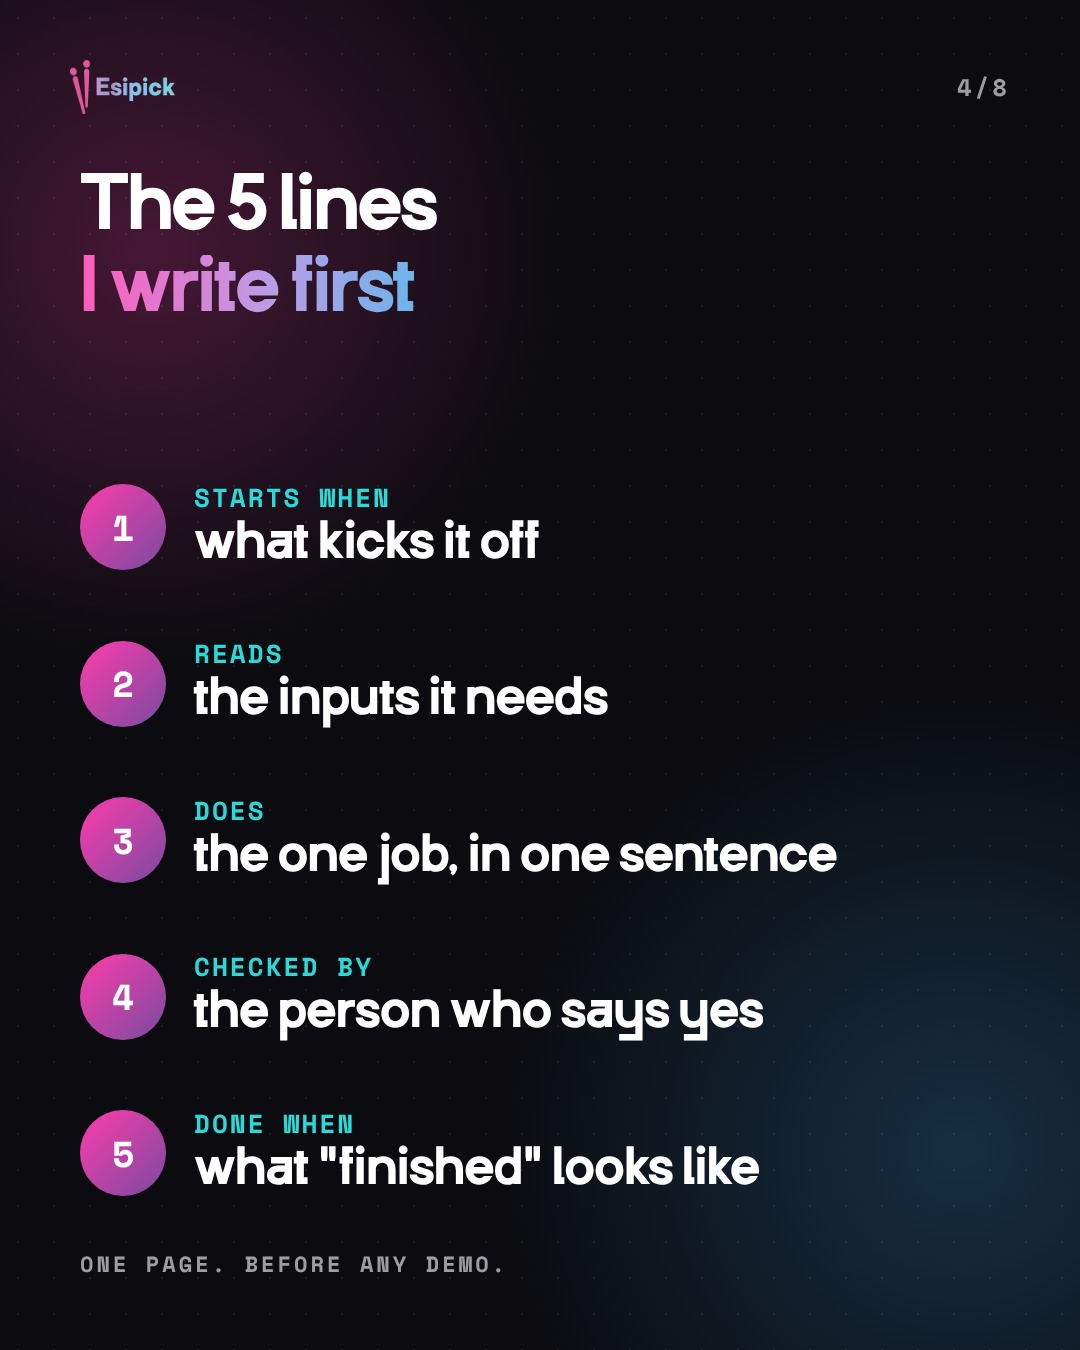 Esipick
4/8
The 5 lines
I write first
1
STARTS WHEN
what kicks it off
2
READS
the inputs it needs
3
DOES
the one job, in one sentence
4
CHECKED BY
the person who says yes
5
DONE WHEN
what "finished" looks like
ONE PAGE. BEFORE ANY DEMO.